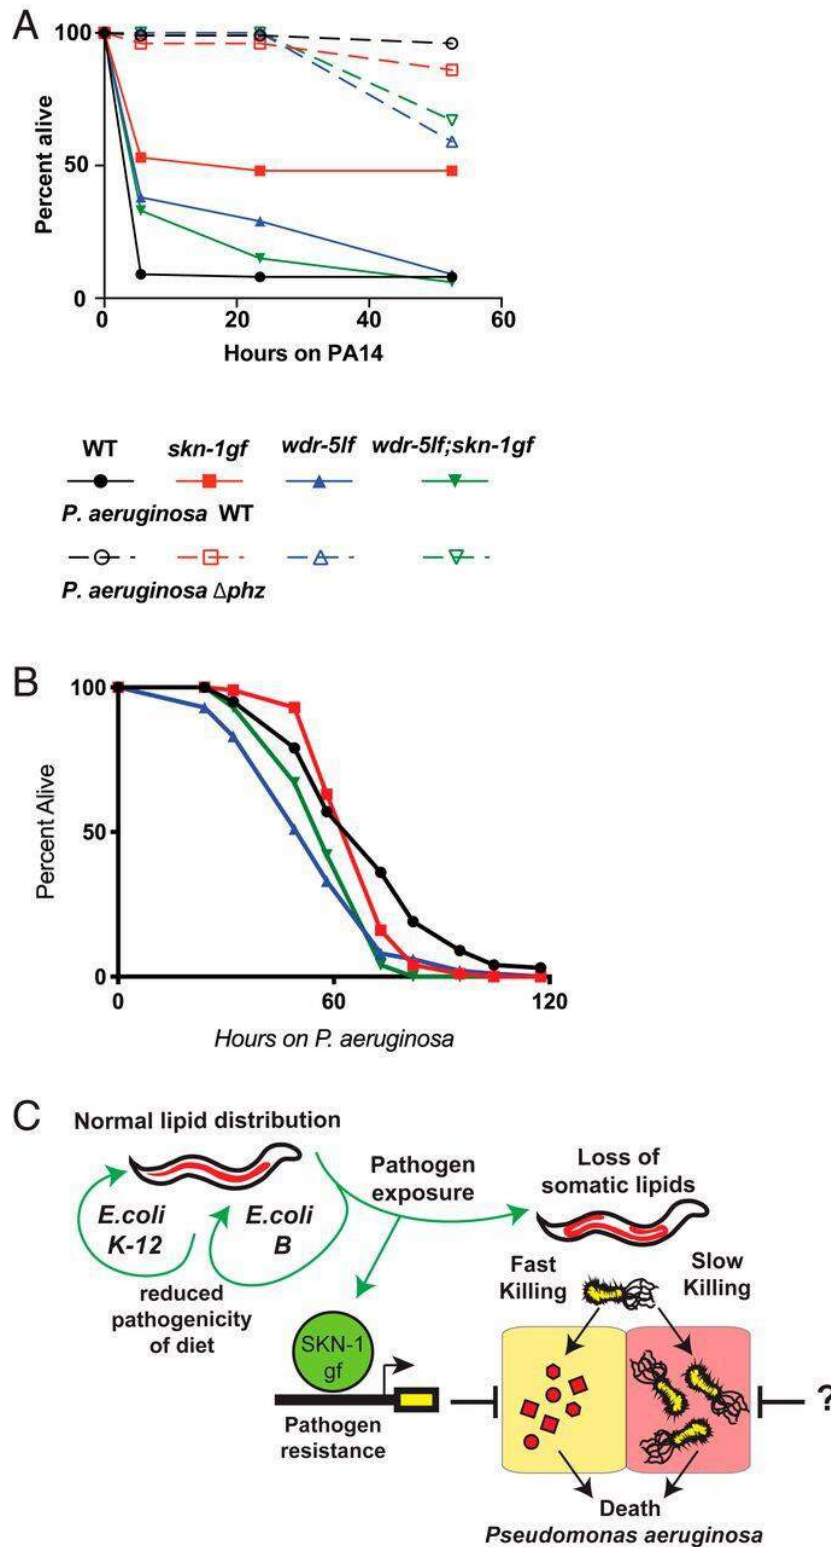 A
100
50
0
Percent alive
0 20 40 60
Hours on PA14
WT skn-1gf wdr-5lf wdr-5lf;skn-1gf
P. aeruginosa WT
P. aeruginosa Δphz
B
100
50
0
Percent Alive
0 60 120
Hours on P. aeruginosa
C
Normal lipid distribution
E.coli
K-12
E.coli
B
reduced
pathogenicity
of diet
Pathogen
exposure
Loss of
somatic lipids
Fast
Killing
Slow
Killing
SKN-1
gf
Pathogen
resistance
?
Death
Pseudomonas aeruginosa